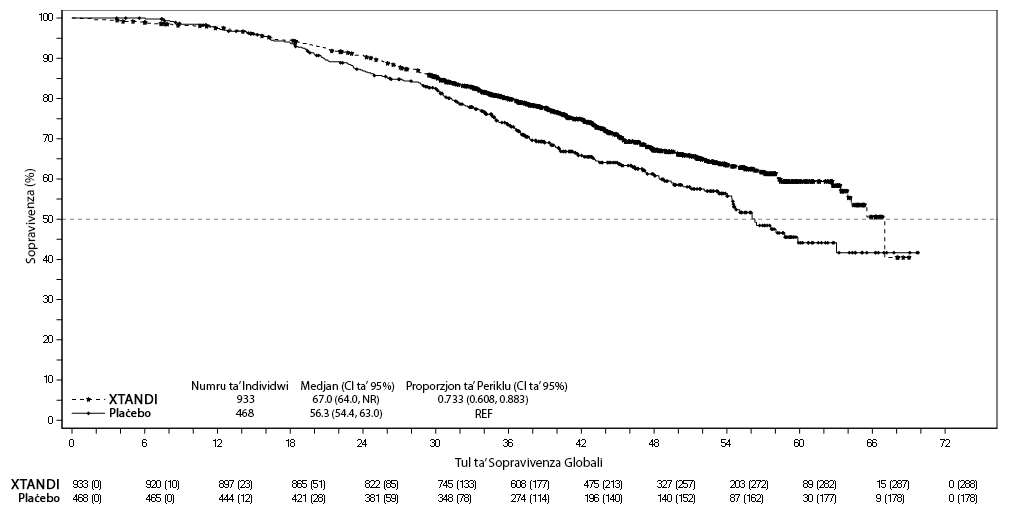 100
90
80
70
60
50
40
30
20
10
0
Sopravivenza (%)
Numru ta’ Individwi Medjan (CI ta’ 95%) Proporzjon ta’ Periklu (CI ta’ 95%)
XTANDI 933 67.0 (64.0, NR) 0.733 (0.608, 0.883)
Plaċebo 468 56.3 (54.4, 63.0) REF
0 6 12 18 24 30 36 42 48 54 60 66 72
Tul ta’ Sopravivenza Globali
XTANDI 933 (0) 920 (10) 897 (23) 865 (51) 822 (85) 745 (133) 608 (177) 475 (213) 327 (257) 203 (272) 89 (282) 15 (287) 0 (288)
Plaċebo 468 (0) 465 (0) 444 (12) 421 (28) 381 (59) 348 (78) 274 (114) 196 (140) 140 (152) 87 (162) 30 (177) 9 (178) 0 (178)